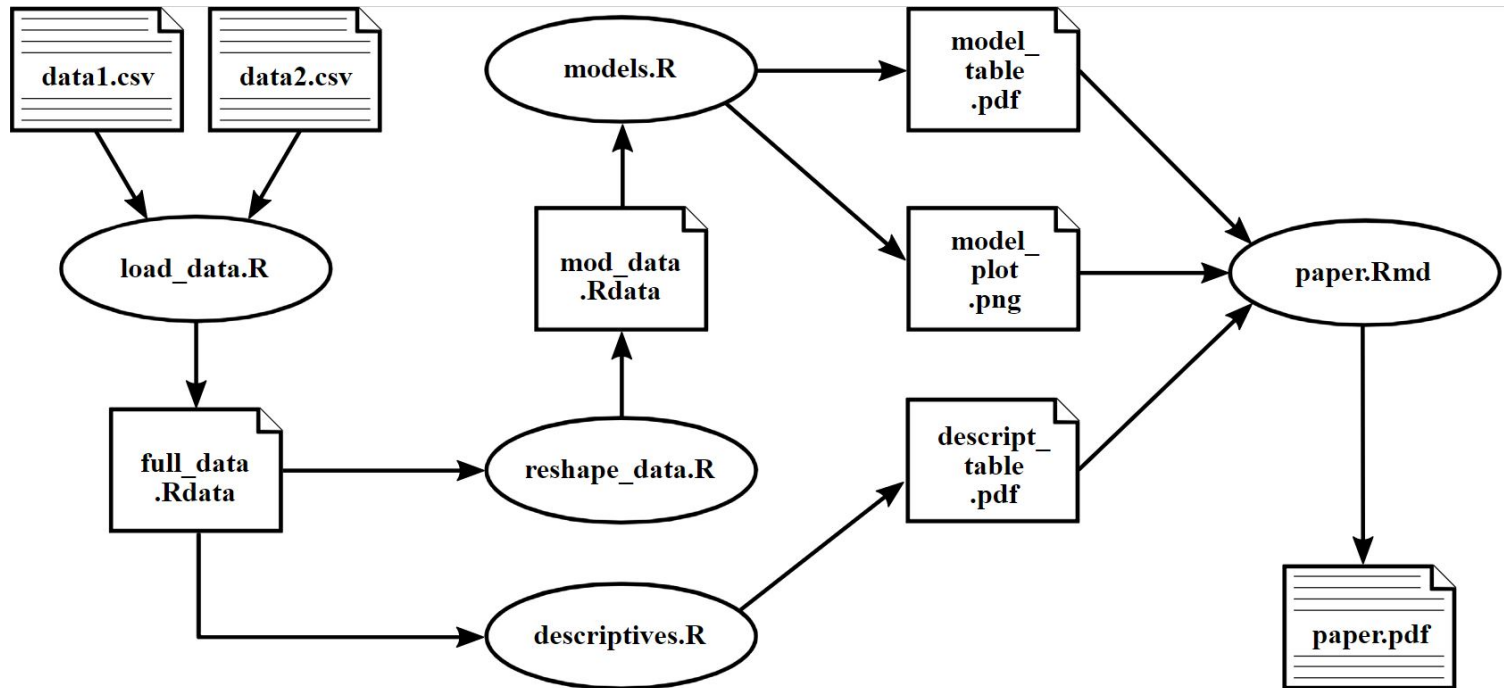 data1.csv
data2.csv
load_data.R
full_data
.Rdata
reshape_data.R
descriptives.R
mod_data
.Rdata
models.R
model_
table
.pdf
model_
plot
.png
descript_
table
.pdf
paper.Rmd
paper.pdf